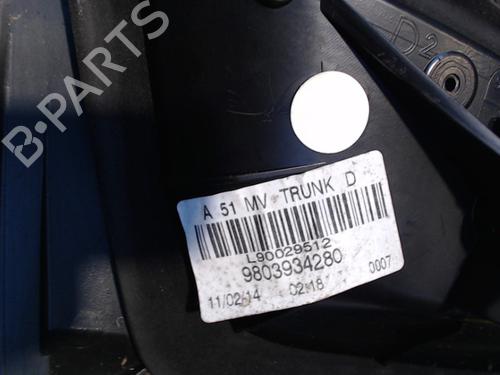 B-PARTS
D2
A 51 MV TRUNK D
L90029512
9803934280
11/02/14 02:18 0007